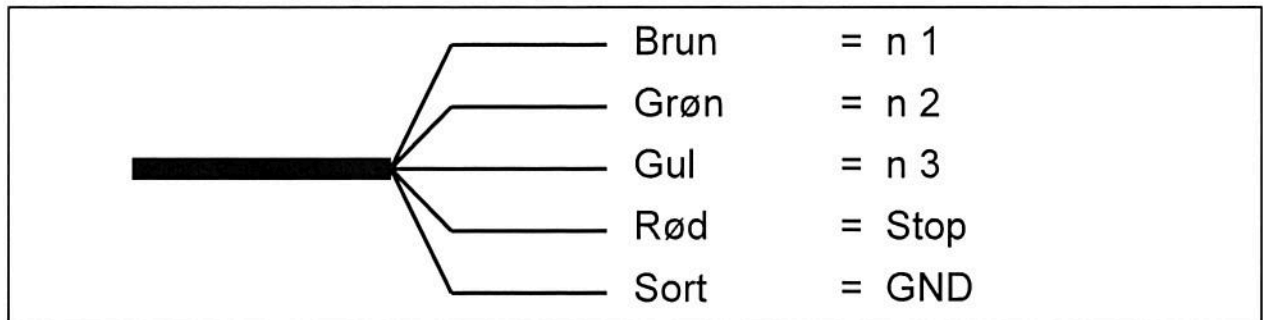 Brun = n 1
Grøn = n 2
Gul = n 3
Rød = Stop
Sort = GND